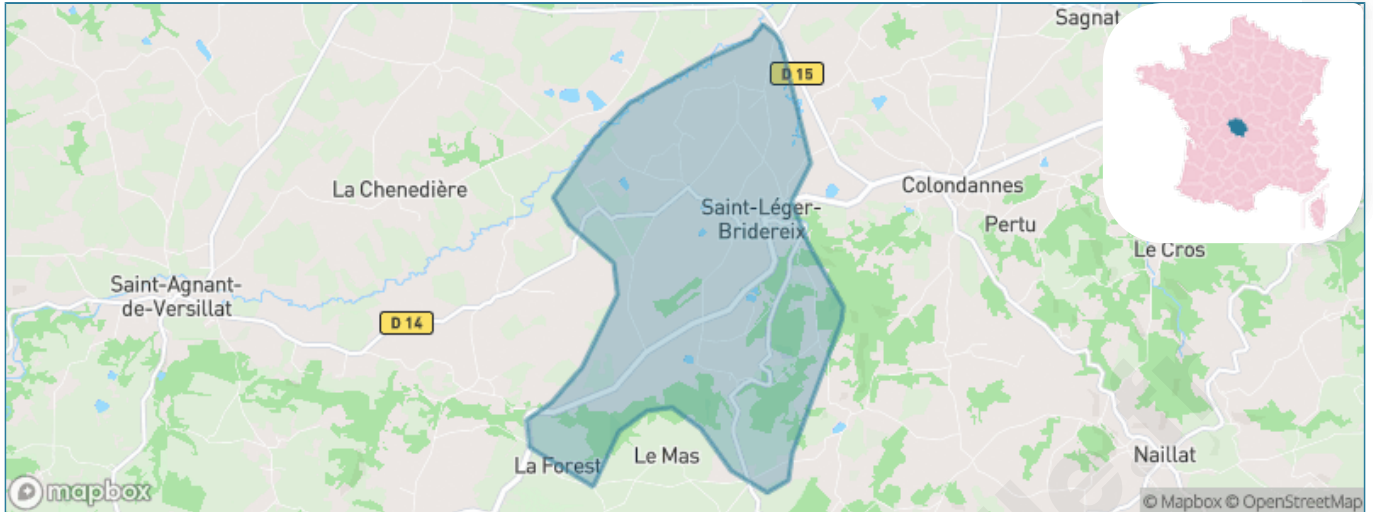 Sagnat
D 15
La Chenedière
Colondannes
Saint-Léger-
Bridereix
Pertu
Le Cros
Saint-Agnant-
de-Versillat
D 14
La Forest
Le Mas
Naillat
mapbox
© Mapbox © OpenStreetMap